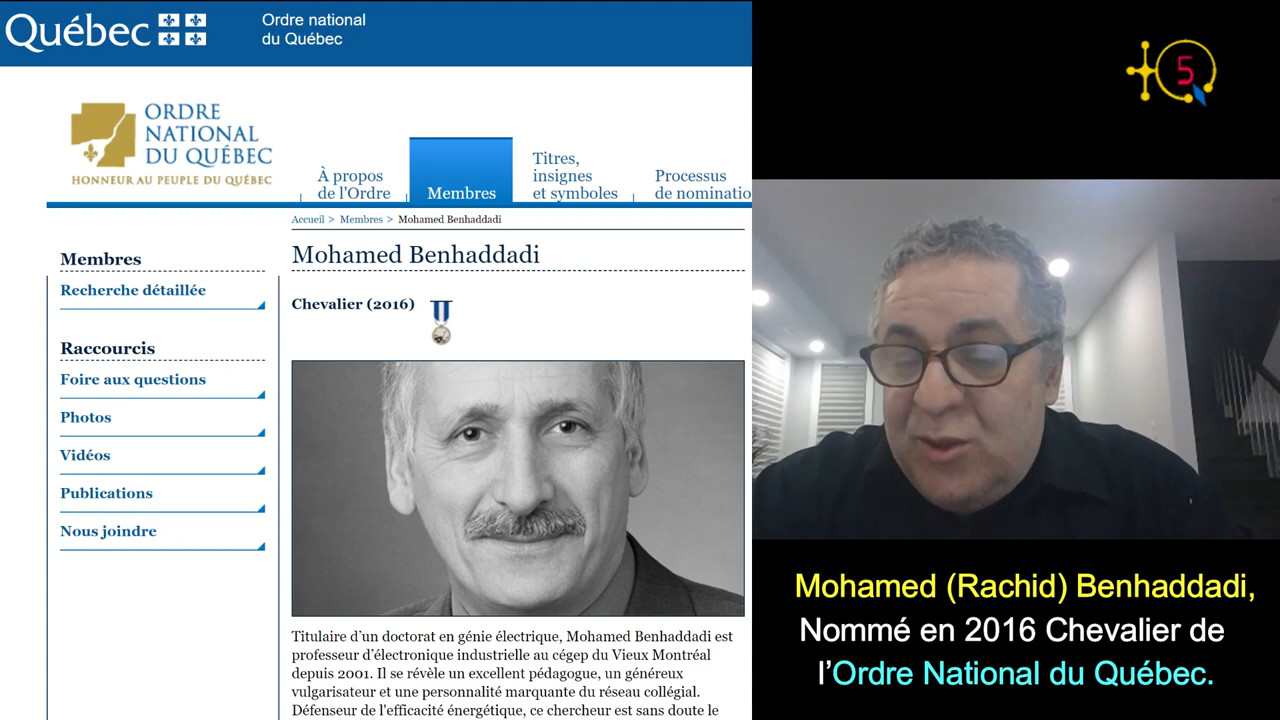 Québec
Ordre national
du Québec
ORDRE
NATIONAL
DU QUÉBEC
HONNEUR AU PEUPLE DU QUÉBEC
À propos
de l'Ordre
Membres
Titres,
insignes
et symboles
Processus
de nominatio
Accueil > Membres > Mohamed Benhaddadi
Membres
Recherche détaillée
Raccourcis
Foire aux questions
Photos
Vidéos
Publications
Nous joindre
Mohamed Benhaddadi
Chevalier (2016)
Titulaire d’un doctorat en génie électrique, Mohamed Benhaddadi est
professeur d’électronique industrielle au cégep du Vieux Montréal
depuis 2001. Il se révèle un excellent pédagogue, un généreux
vulgarisateur et une personnalité marquante du réseau collégial.
Défenseur de l'efficacité énergétique, ce chercheur est sans doute le
5
Mohamed (Rachid) Benhaddadi,
Nommé en 2016 Chevalier de
l’Ordre National du Québec.